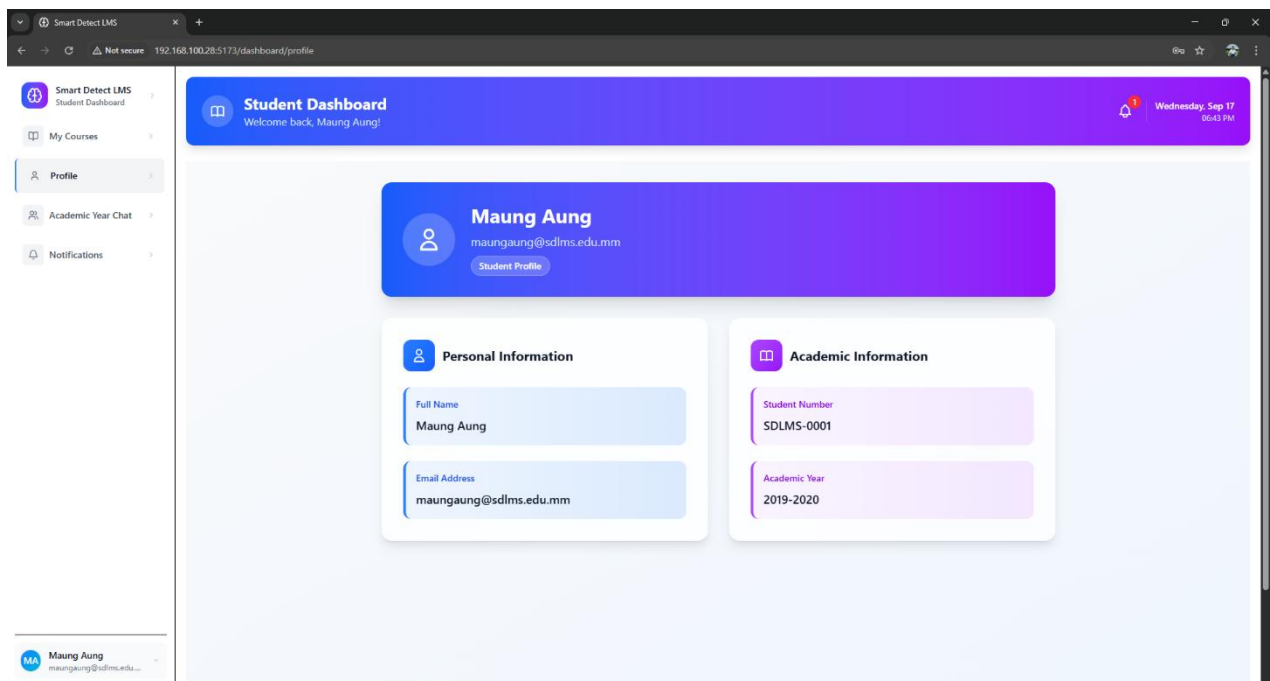 Smart Detect LMS
Not secure 192.168.100.28:5173/dashboard/profile
Smart Detect LMS
Student Dashboard
My Courses
Profile
Academic Year Chat
Notifications
Student Dashboard
Welcome back, Maung Aung!
1
Wednesday, Sep 17
06:43 PM
Maung Aung
maungaung@sdlms.edu.mm
Student Profile
Personal Information
Full Name
Maung Aung
Email Address
maungaung@sdlms.edu.mm
Academic Information
Student Number
SDLMS-0001
Academic Year
2019-2020
MA
Maung Aung
maungaung@sdlms.edu....